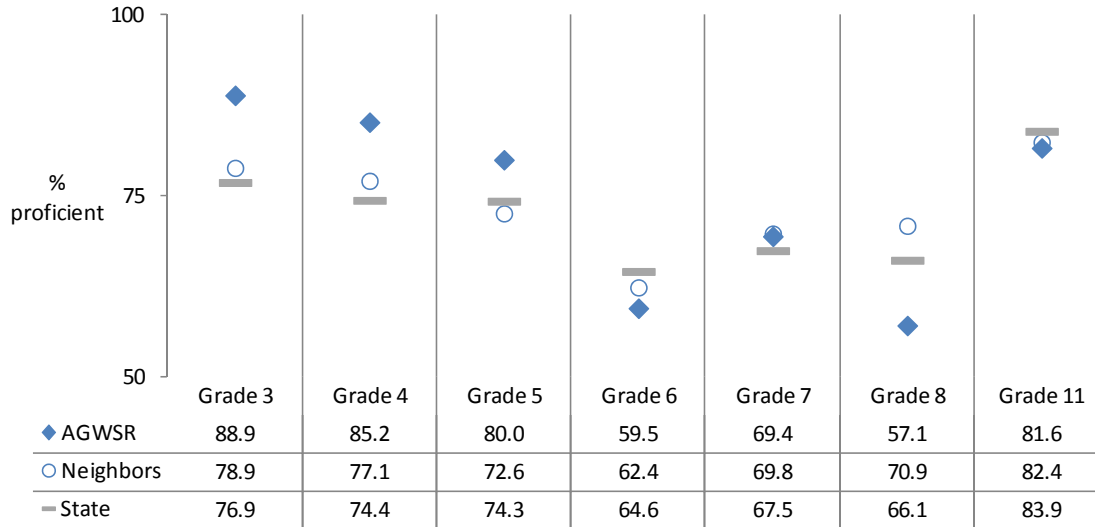 100
75
50
%
proficient
Grade 3 Grade 4 Grade 5 Grade 6 Grade 7 Grade 8 Grade 11
AGWSR 88.9 85.2 80.0 59.5 69.4 57.1 81.6
Neighbors 78.9 77.1 72.6 62.4 69.8 70.9 82.4
State 76.9 74.4 74.3 64.6 67.5 66.1 83.9